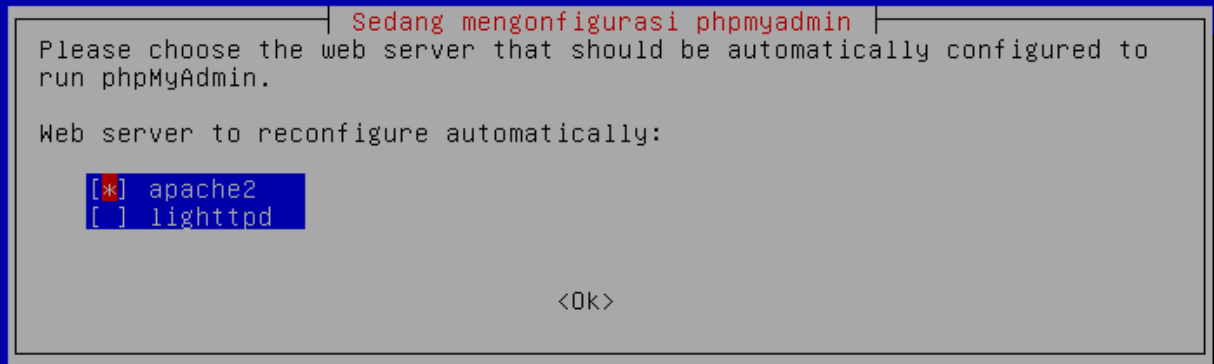 Sedang mengonfigurasi phpmyadmin
Please choose the web server that should be automatically configured to
run phpMyAdmin.
Web server to reconfigure automatically:
[*] apache2
[ ] lighttpd
<Ok>